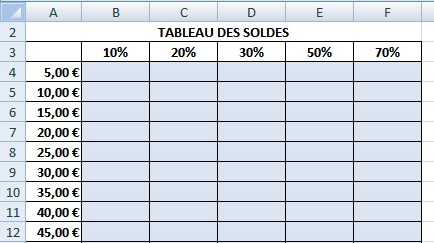 A B C D E F
2 TABLEAU DES SOLDES
3 10% 20% 30% 50% 70%
4 5,00 €
5 10,00 €
6 15,00 €
7 20,00 €
8 25,00 €
9 30,00 €
10 35,00 €
11 40,00 €
12 45,00 €